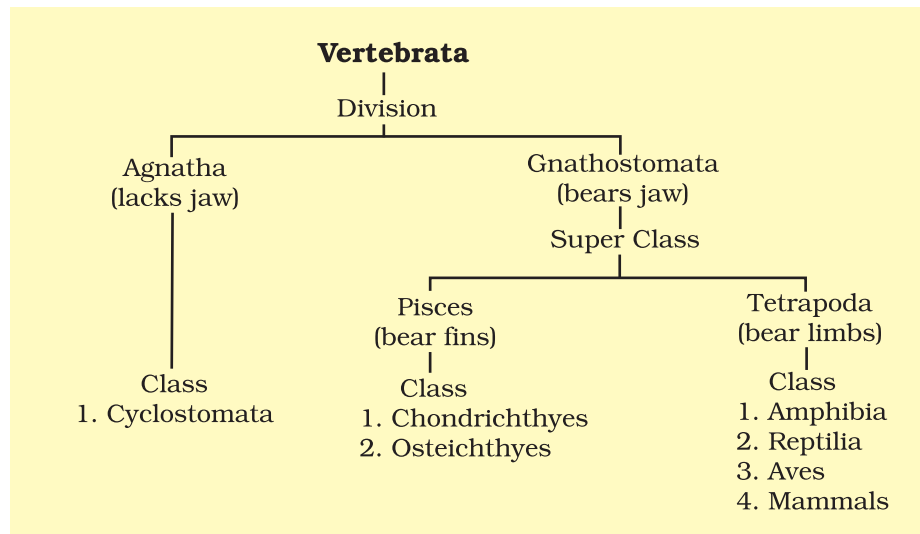 Vertebrata
Division
Agnatha
(lacks jaw)
Gnathostomata
(bears jaw)
Super Class
Pisces
(bear fins)
Tetrapoda
(bear limbs)
Class
1. Cyclostomata
Class
1. Chondrichthyes
2. Osteichthyes
Class
1. Amphibia
2. Reptilia
3. Aves
4. Mammals